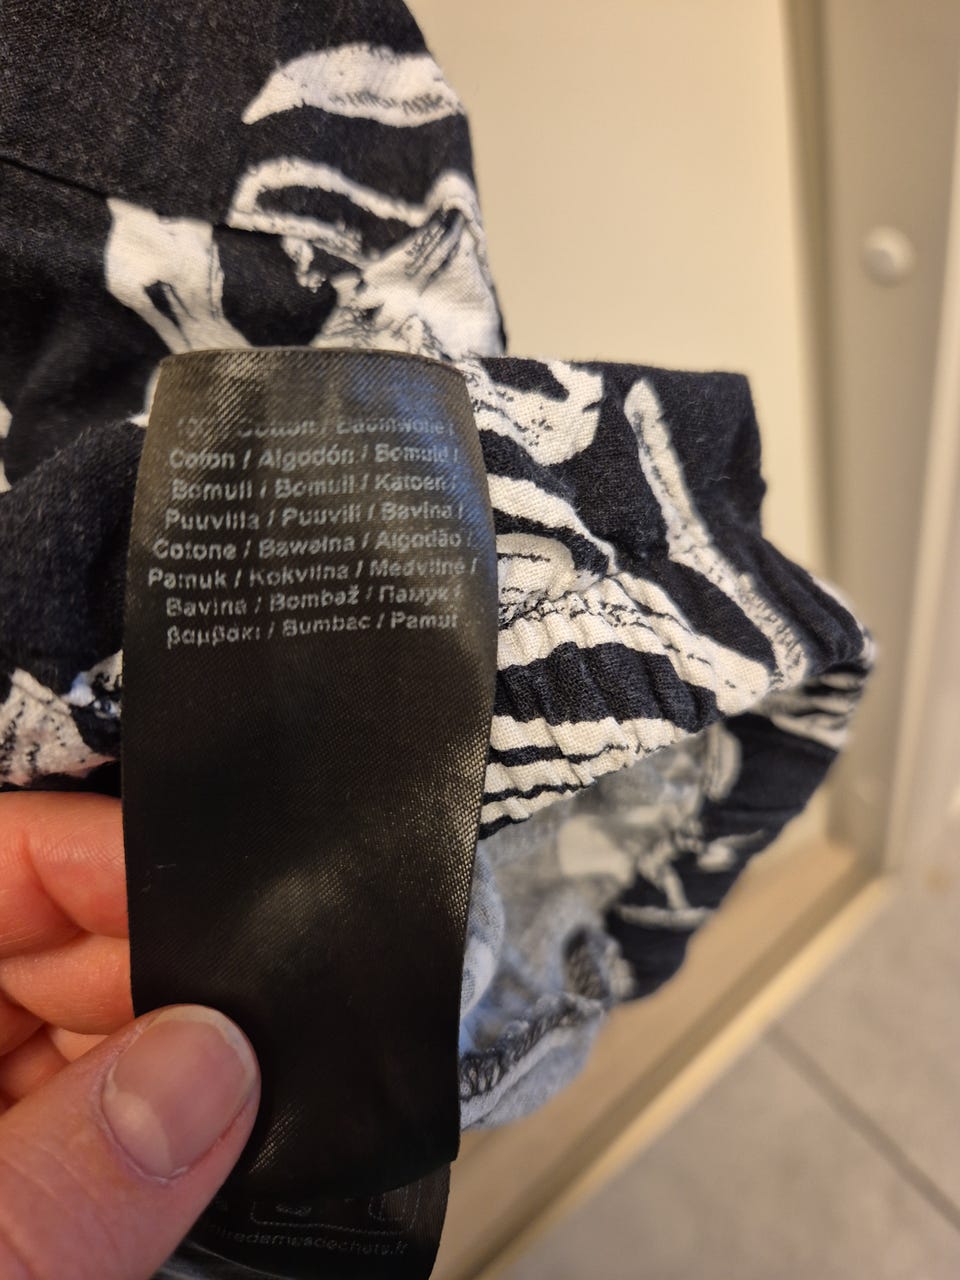 100% Cotton / Baumwolle /
Coton / Algodón / Bomuld /
Bomull / Bomull / Katoen /
Puuvilla / Puuvill / Bavlna /
Cotone / Bawełna / Algodão /
Pamuk / Kokvilna / Medvilnė /
Bavlna / Bombaž / Памук /
βαμβάκι / Bumbac / Pamut